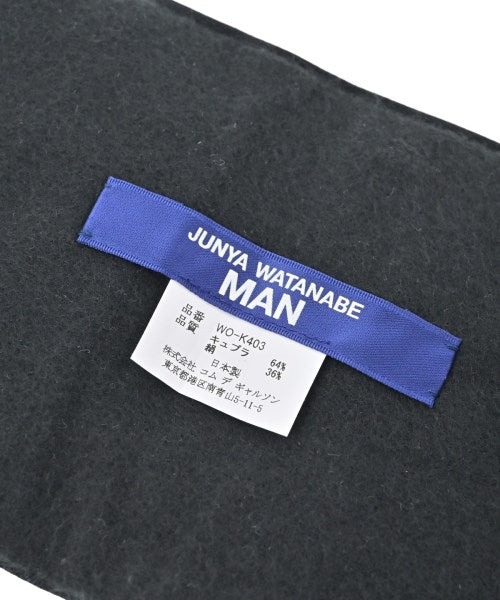 JUNYA WATANABE
MAN
品番 WO-K403
品質 キュプラ 64%
絹 36%
日本製
株式会社 コム デ ギャルソン
東京都港区南青山5-11-5